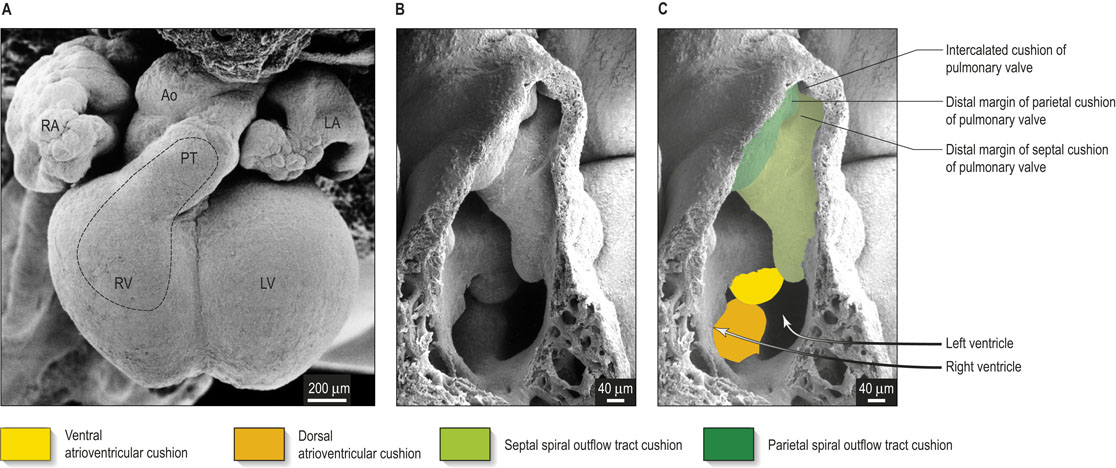 A
B
C
RA
Ao
LA
PT
RV
LV
200 µm
40 µm
40 µm
Intercalated cushion of
pulmonary valve
Distal margin of parietal cushion
of pulmonary valve
Distal margin of septal cushion
of pulmonary valve
Left ventricle
Right ventricle
Ventral
atrioventricular cushion
Dorsal
atrioventricular cushion
Septal spiral outflow tract cushion
Parietal spiral outflow tract cushion